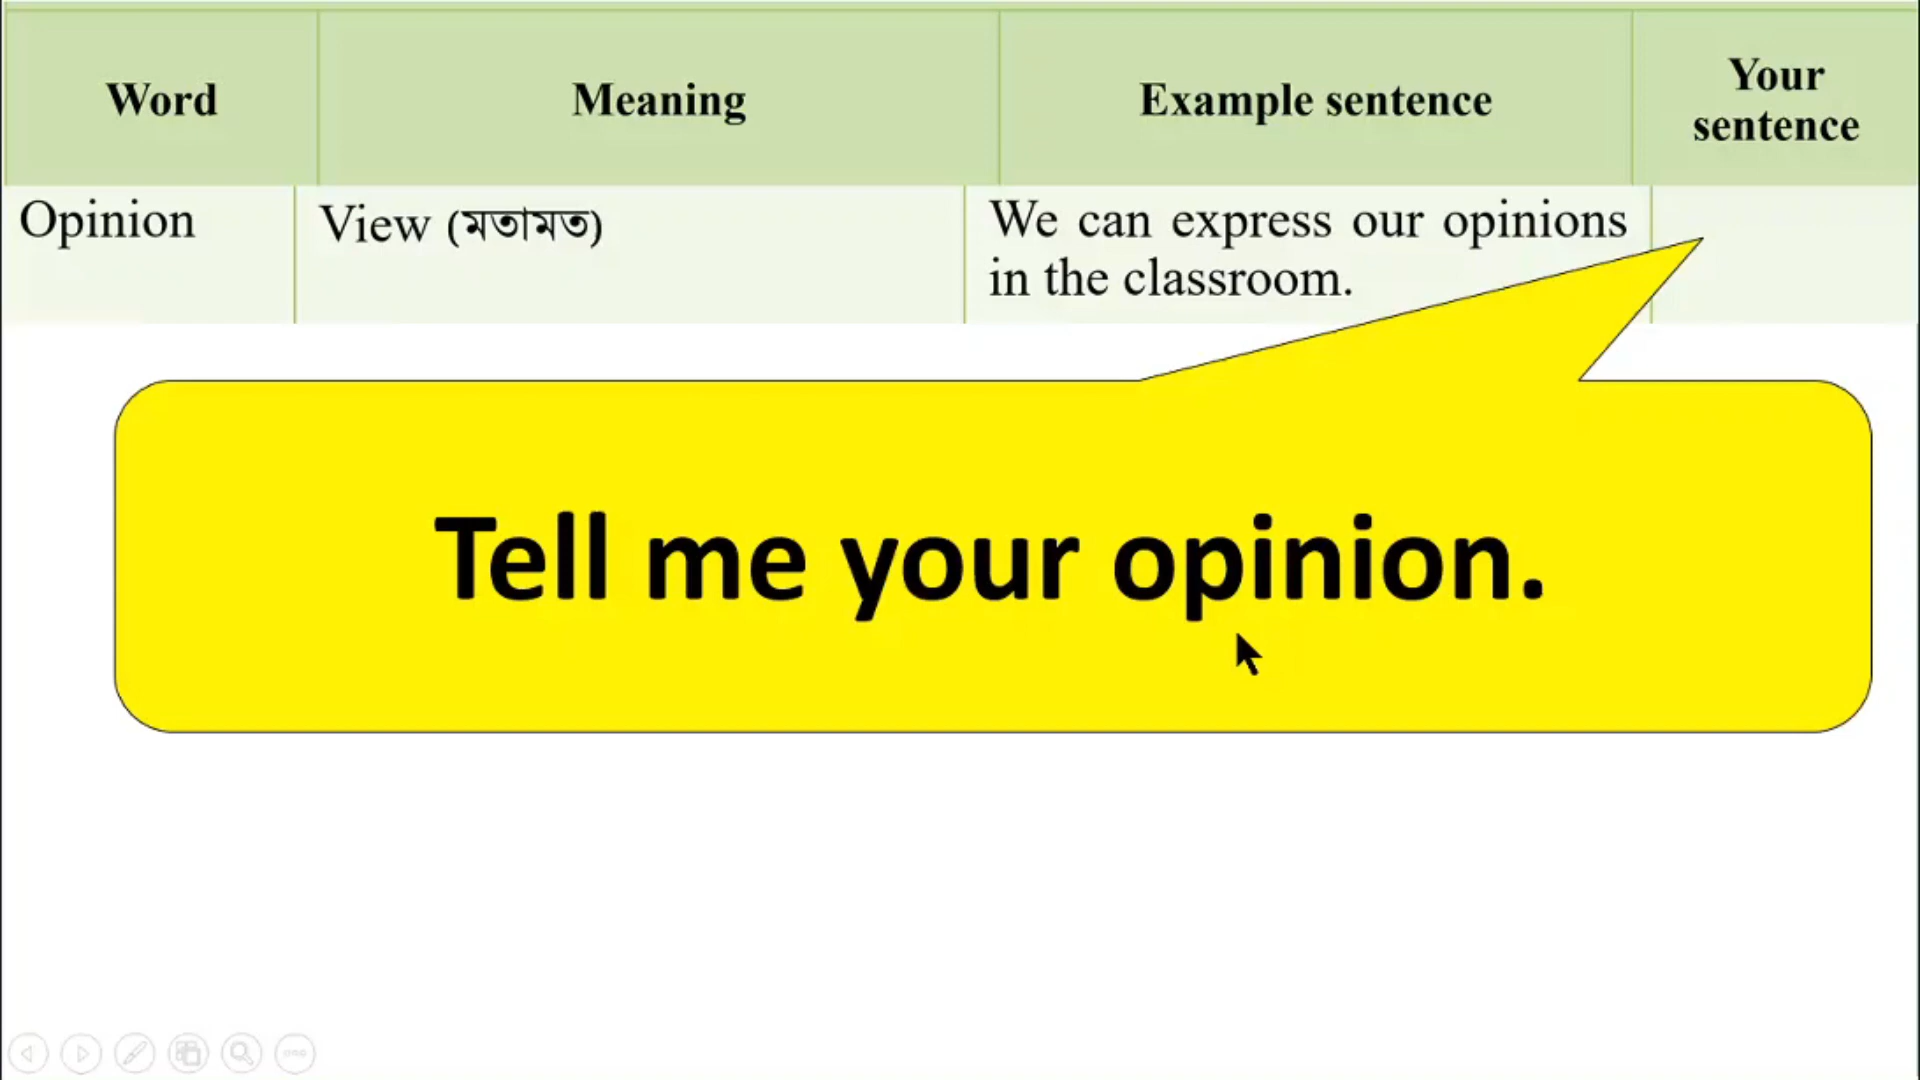 Word
Meaning
Example sentence
Your
sentence
Opinion
View (মতামত)
We can express our opinions
in the classroom.
Tell me your opinion.